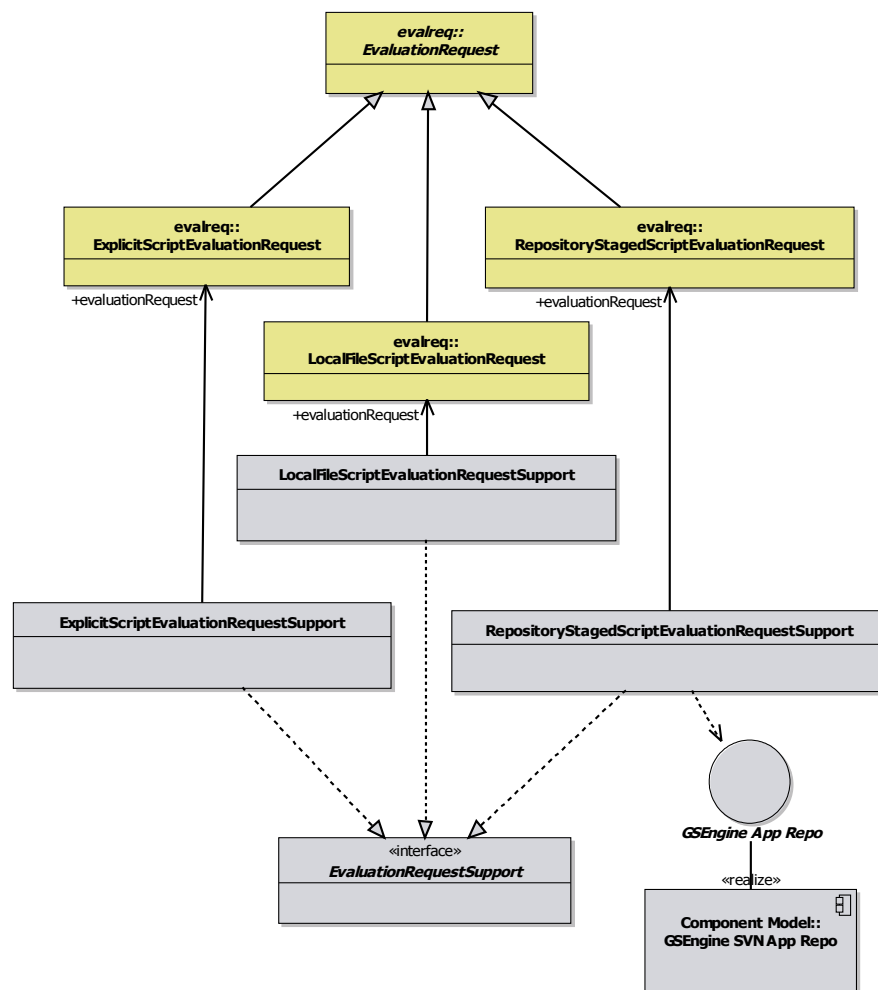 evalreq::
EvaluationRequest
evalreq::
ExplicitScriptEvaluationRequest
evalreq::
RepositoryStagedScriptEvaluationRequest
+evaluationRequest
+evaluationRequest
evalreq::
LocalFileScriptEvaluationRequest
+evaluationRequest
LocalFileScriptEvaluationRequestSupport
ExplicitScriptEvaluationRequestSupport
RepositoryStagedScriptEvaluationRequestSupport
GSEngine App Repo
«interface»
EvaluationRequestSupport
«realize»
Component Model::
GSEngine SVN App Repo